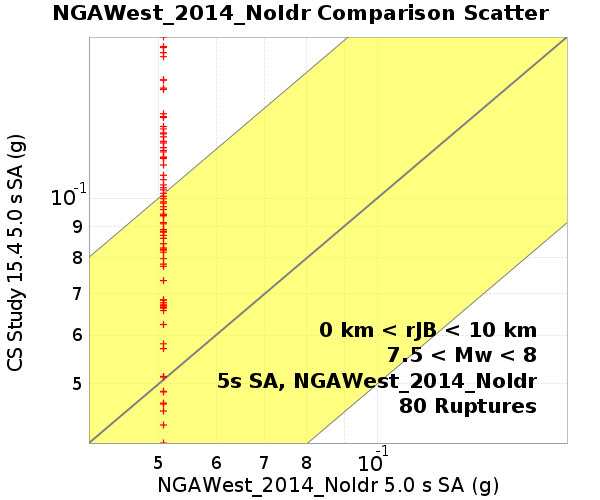 NGAWest_2014_NoIdr Comparison Scatter
CS Study 15.4 5.0 s SA (g)
10-1
9
8
7
6
5
0 km < rJB < 10 km
7.5 < Mw < 8
5s SA, NGAWest_2014_NoIdr
80 Ruptures
5 6 7 8 10-1
NGAWest_2014_NoIdr 5.0 s SA (g)